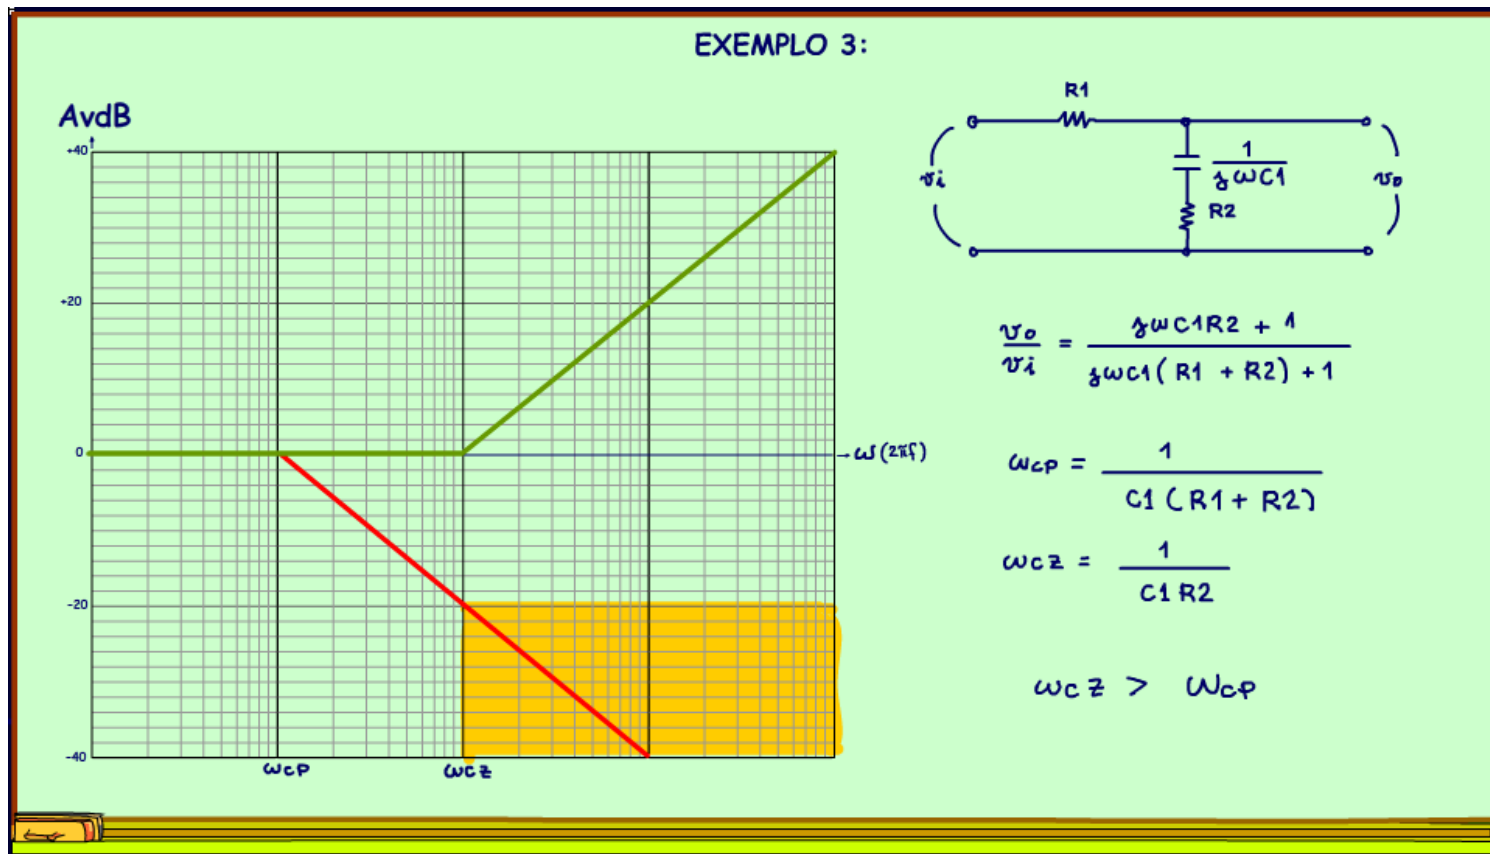 EXEMPLO 3:
AvdB
+40
+20
0
-20
-40
ωcp
ωcz
ω(2πf)
R1
vi
1
jωC1
R2
vo
vo
vi
=
jωC1R2 + 1
jωC1(R1 + R2) + 1
ωcp =
1
C1(R1 + R2)
ωcz =
1
C1R2
ωcz > ωcp